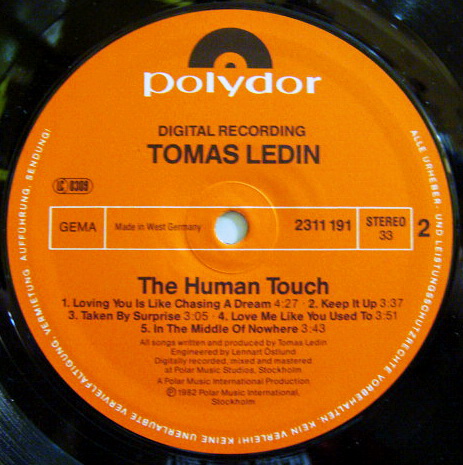 polydor
DIGITAL RECORDING
TOMAS LEDIN
LC 0309
GEMA
Made in West Germany
2311 191
STEREO
33
2
The Human Touch
1. Loving You Is Like Chasing A Dream 4:27 · 2. Keep It Up 3:37
3. Taken By Surprise 3:05 · 4. Love Me Like You Used To 3:51
5. In The Middle Of Nowhere 3:43
All songs written and produced by Tomas Ledin
Engineered by Lennart Östlund
Digitally recorded, mixed and mastered
at Polar Music Studios, Stockholm
A Polar Music International Production
℗ 1982 Polar Music International,
Stockholm
ALLE URHEBER- UND LEISTUNGSSCHUTZRECHTE VORBEHALTEN. KEIN VERLEIH! KEINE UNERLAUBTE VERVIELFÄLTIGUNG, VERMIETUNG, AUFFÜHRUNG, SENDUNG!